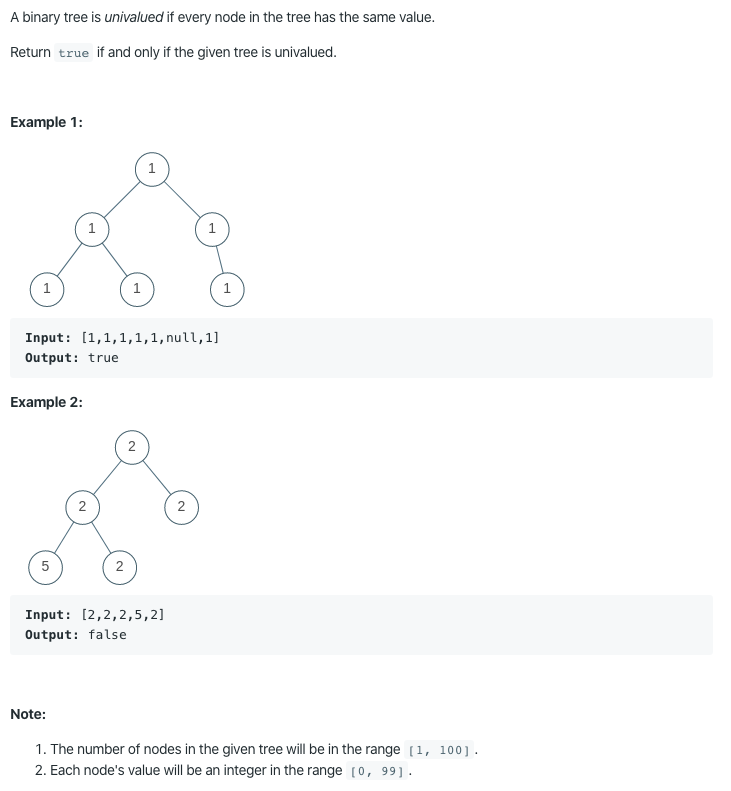 A binary tree is univalued if every node in the tree has the same value.
Return true if and only if the given tree is univalued.
Example 1:
1
1 1
1 1 1
Input: [1,1,1,1,1,null,1]
Output: true
Example 2:
2
2 2
5 2
Input: [2,2,2,5,2]
Output: false
Note:
1. The number of nodes in the given tree will be in the range [1, 100].
2. Each node's value will be an integer in the range [0, 99].